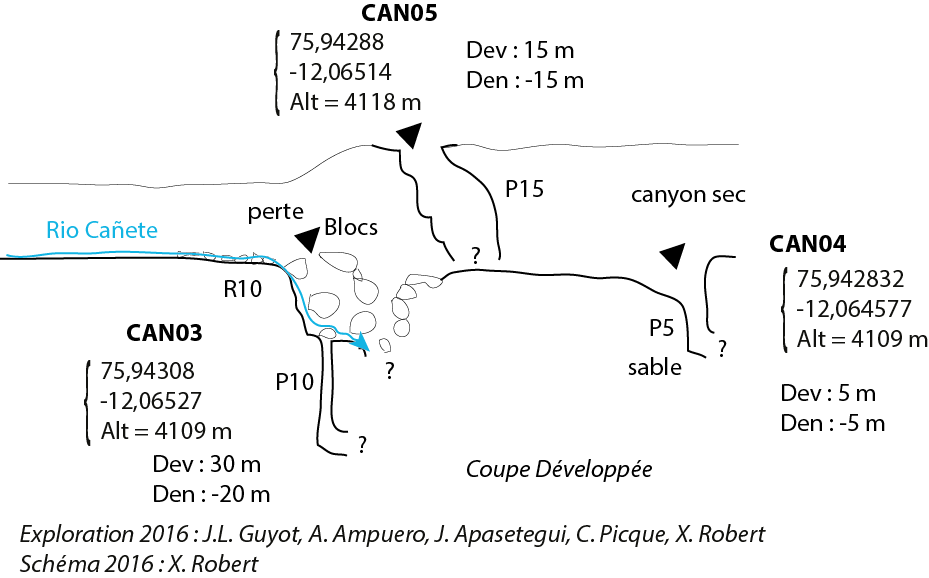 CAN05
75,94288
-12,06514
Alt = 4118 m
Dev : 15 m
Den : -15 m
P15
canyon sec
perte
Blocs
Rio Cañete
?
CAN04
75,942832
-12,064577
Alt = 4109 m
R10
P5
?
sable
CAN03
75,94308
-12,06527
Alt = 4109 m
P10
?
Dev : 5 m
Den : -5 m
?
Dev : 30 m
Den : -20 m
Coupe Développée
Exploration 2016 : J.L. Guyot, A. Ampuero, J. Apasetegui, C. Picque, X. Robert
Schéma 2016 : X. Robert